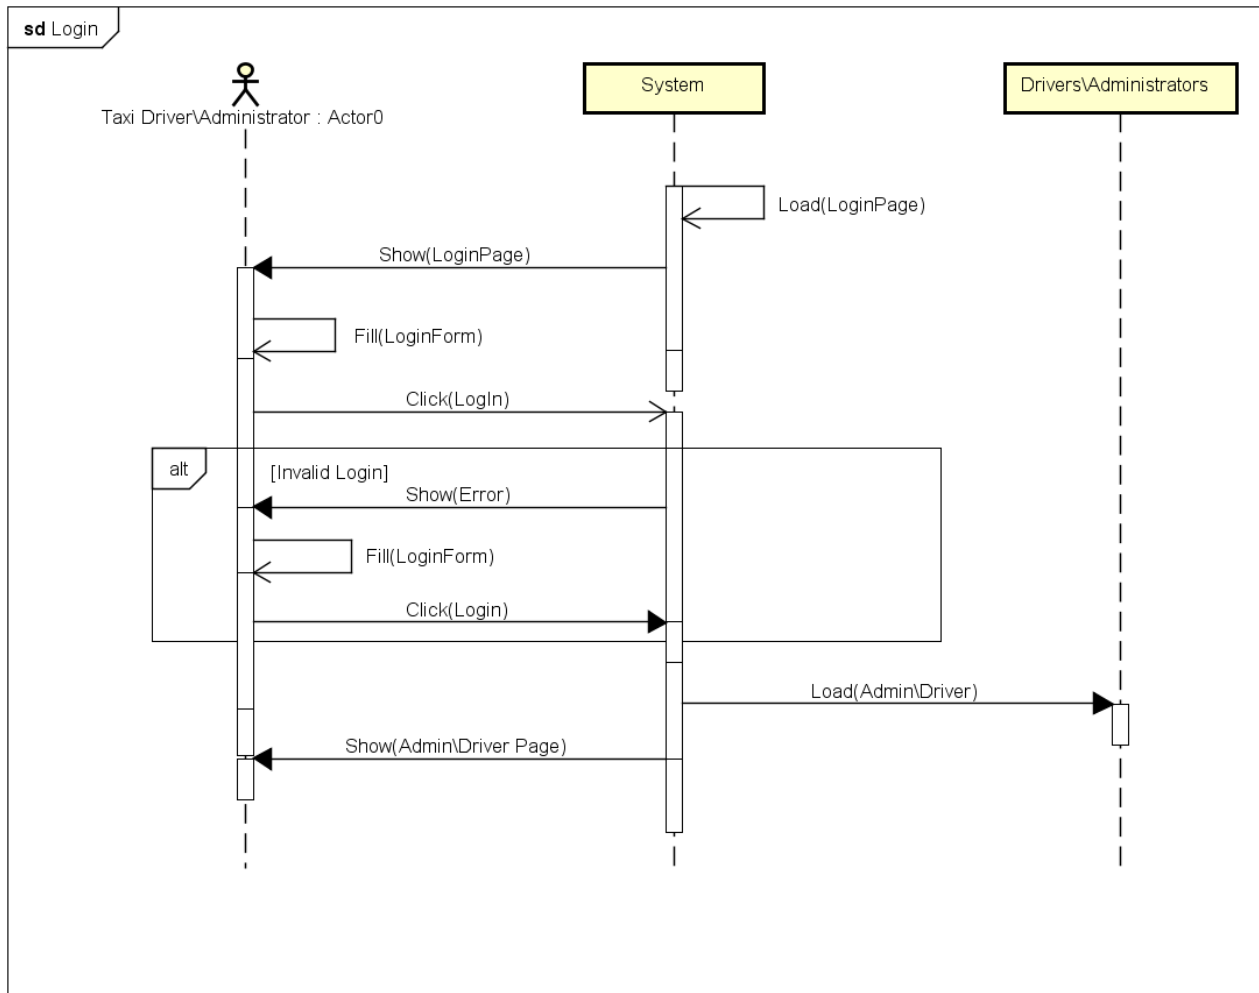 sd Login
Taxi Driver\Administrator : Actor0
System
Drivers\Administrators
Load(LoginPage)
Show(LoginPage)
Fill(LoginForm)
Click(LogIn)
alt
[Invalid Login]
Show(Error)
Fill(LoginForm)
Click(Login)
Load(Admin\Driver)
Show(Admin\Driver Page)